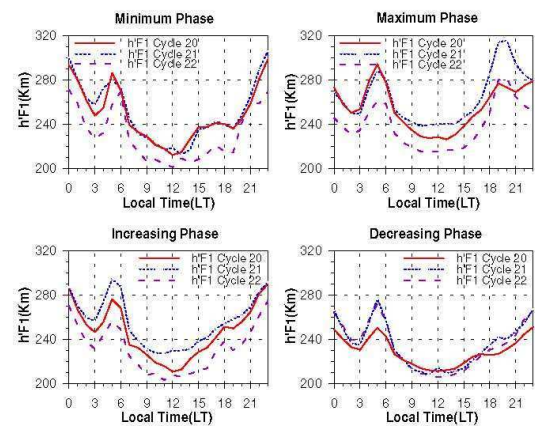 Minimum Phase
320
280
240
200
h'F1(Km)
h'F1 Cycle 20'
h'F1 Cycle 21'
h'F1 Cycle 22'
0 3 6 9 12 15 18 21
Local Time(LT)
Maximum Phase
320
280
240
200
h'F1(Km)
h'F1 Cycle 20'
h'F1 Cycle 21'
h'F1 Cycle 22'
0 3 6 9 12 15 18 21
Local Time(LT)
Increasing Phase
320
280
240
200
h'F1(Km)
h'F1 Cycle 20
h'F1 Cycle 21
h'F1 Cycle 22
0 3 6 9 12 15 18 21
Local Time(LT)
Decreasing Phase
320
280
240
200
h'F1(Km)
h'F1 Cycle 20
h'F1 Cycle 21
h'F1 Cycle 22
0 3 6 9 12 15 18 21
Local Time(LT)